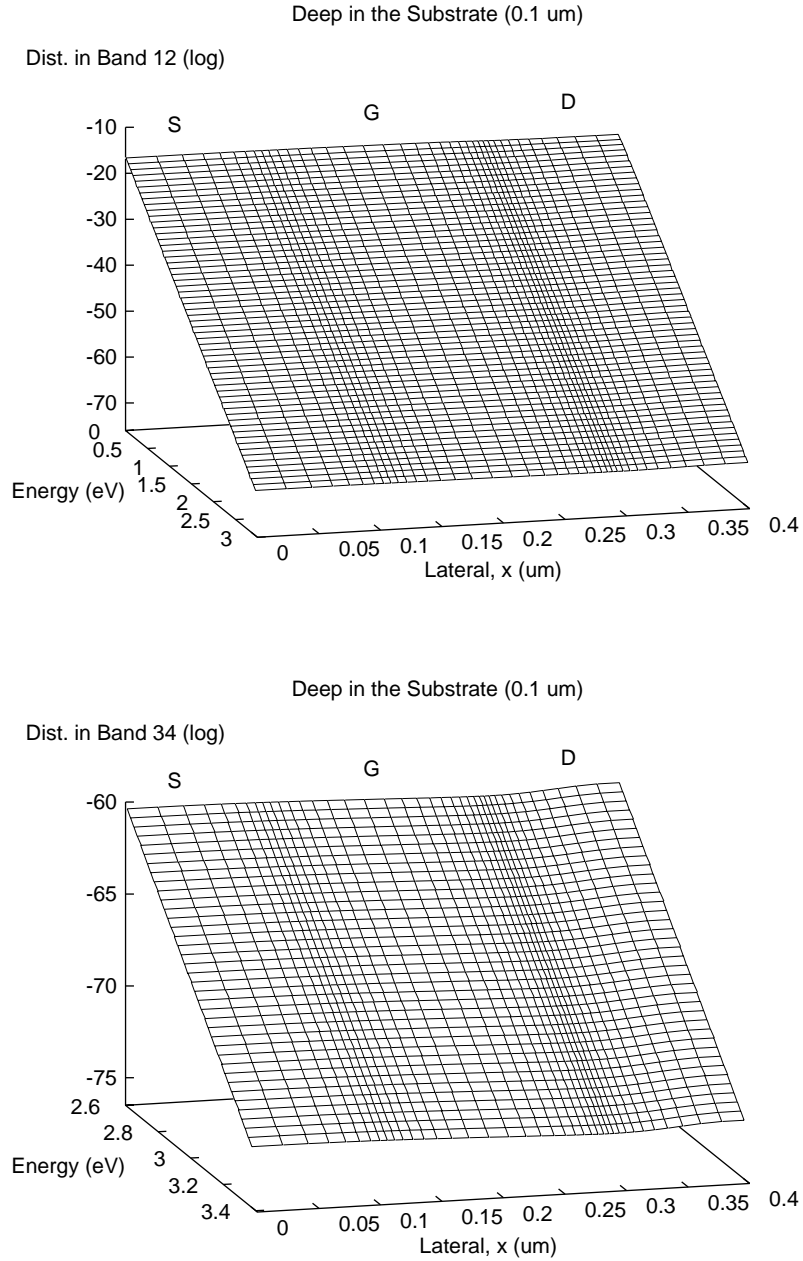 Deep in the Substrate (0.1 um)
Dist. in Band 12 (log)
S G D
-10
-20
-30
-40
-50
-60
-70
0
0.5
1
1.5
2
2.5
3
Energy (eV)
0 0.05 0.1 0.15 0.2 0.25 0.3 0.35 0.4
Lateral, x (um)
Deep in the Substrate (0.1 um)
Dist. in Band 34 (log)
S G D
-60
-65
-70
-75
2.6
2.8
3
3.2
3.4
Energy (eV)
0 0.05 0.1 0.15 0.2 0.25 0.3 0.35 0.4
Lateral, x (um)